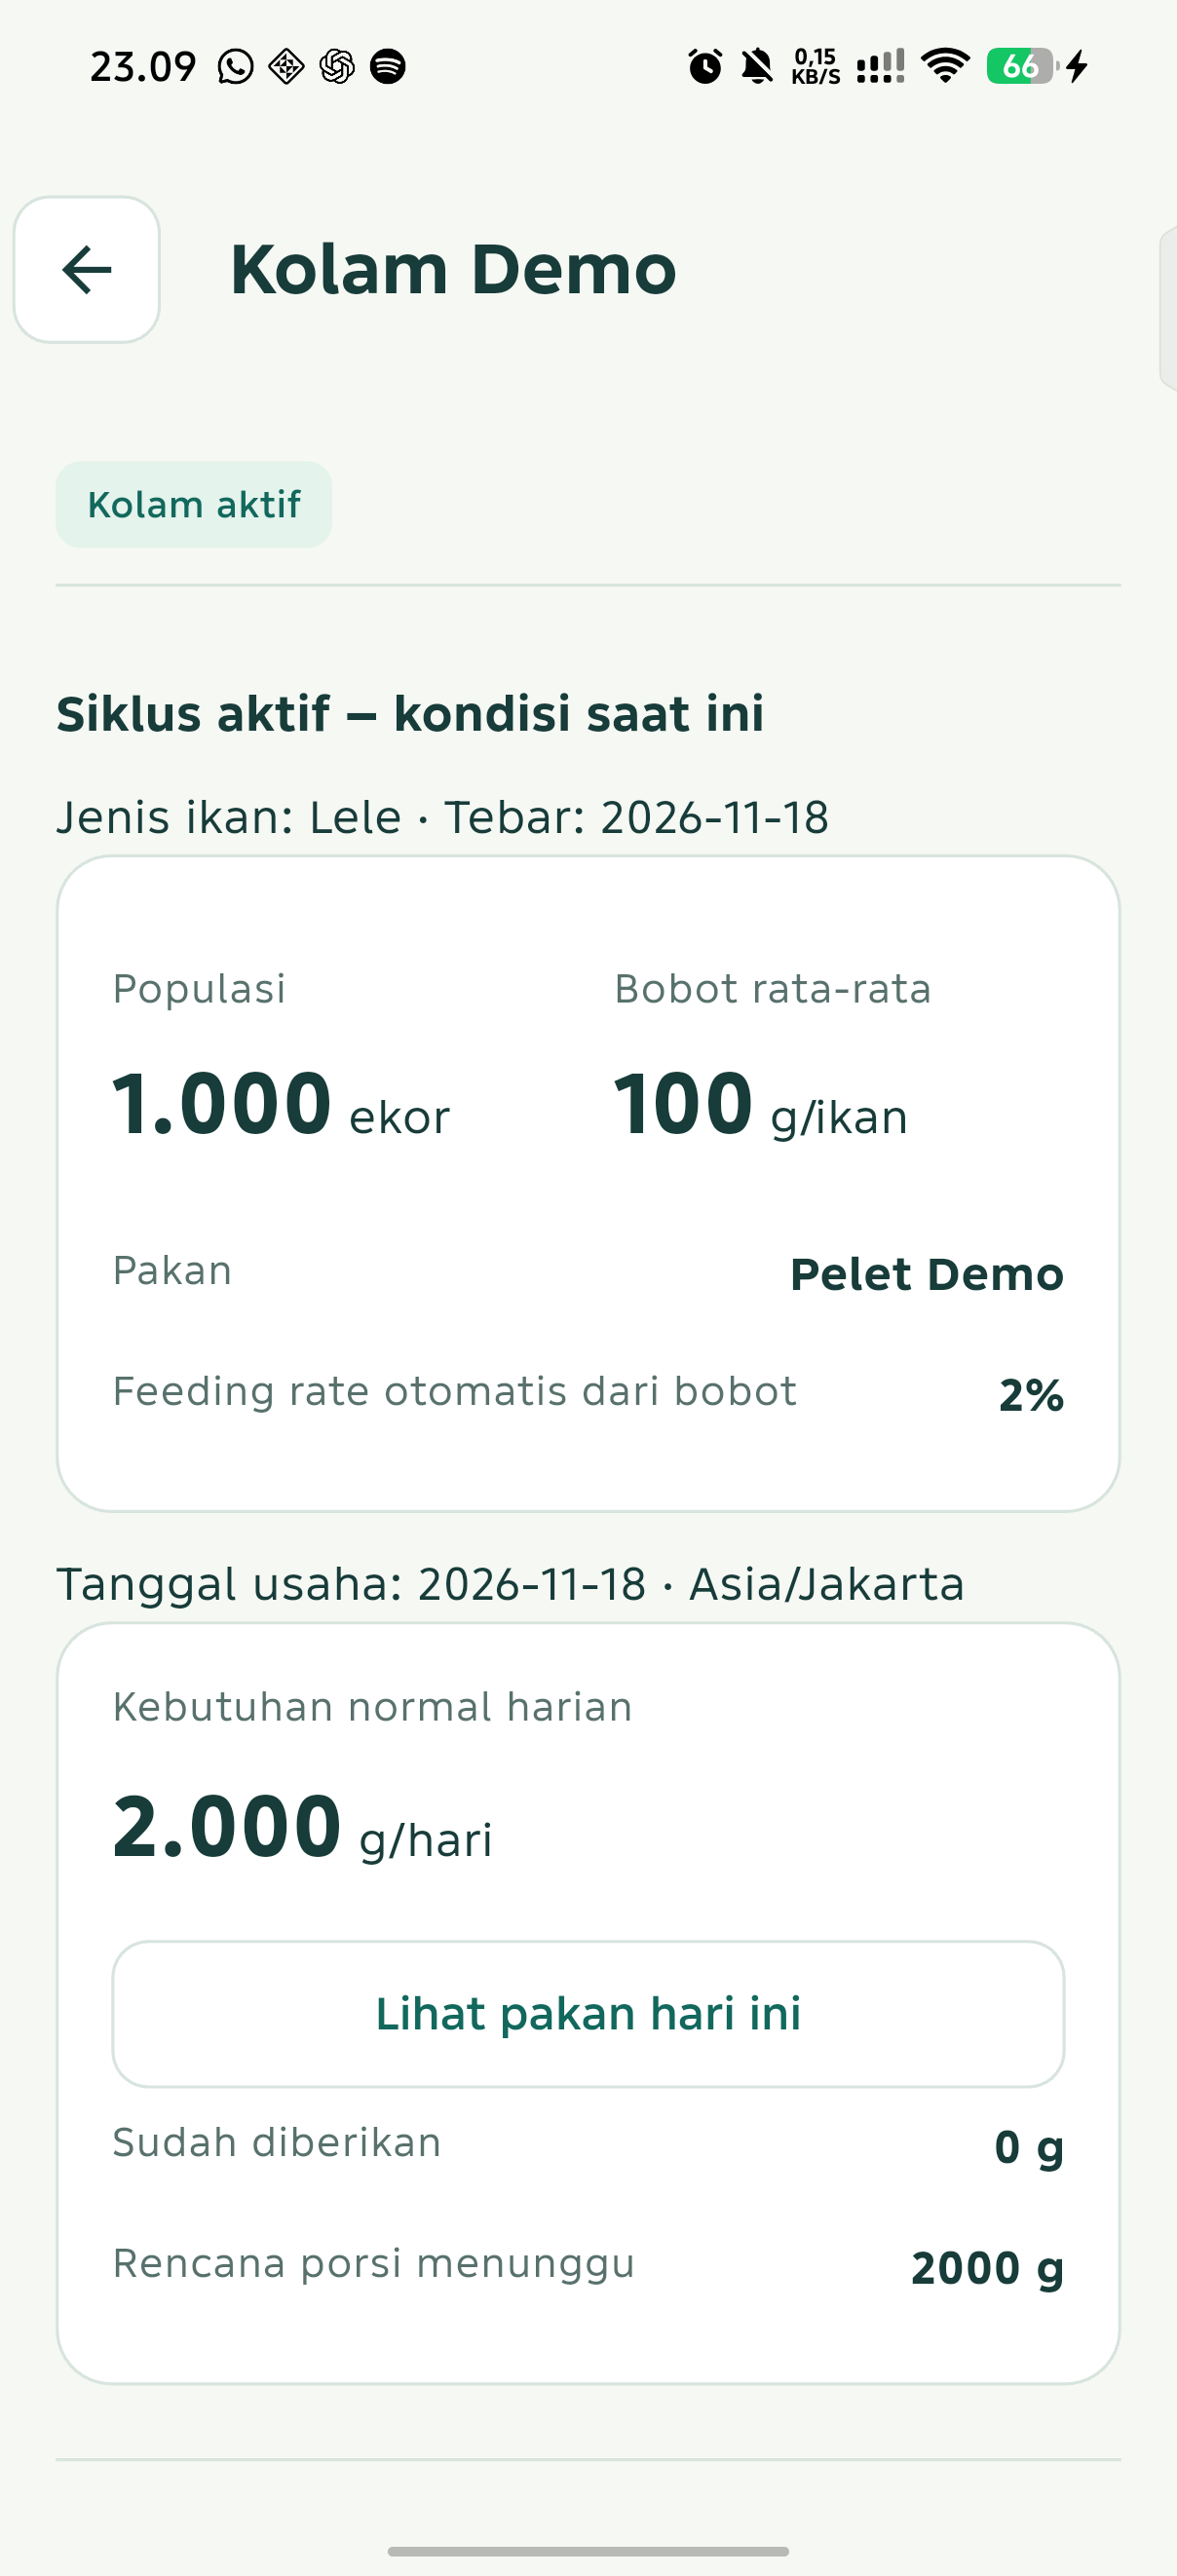 23.09 0,15 KB/S 66
Kolam Demo
Kolam aktif
Siklus aktif – kondisi saat ini
Jenis ikan: Lele · Tebar: 2026-11-18
Populasi Bobot rata-rata
1.000 ekor 100 g/ikan
Pakan Pelet Demo
Feeding rate otomatis dari bobot 2%
Tanggal usaha: 2026-11-18 · Asia/Jakarta
Kebutuhan normal harian
2.000 g/hari
Lihat pakan hari ini
Sudah diberikan 0 g
Rencana porsi menunggu 2000 g